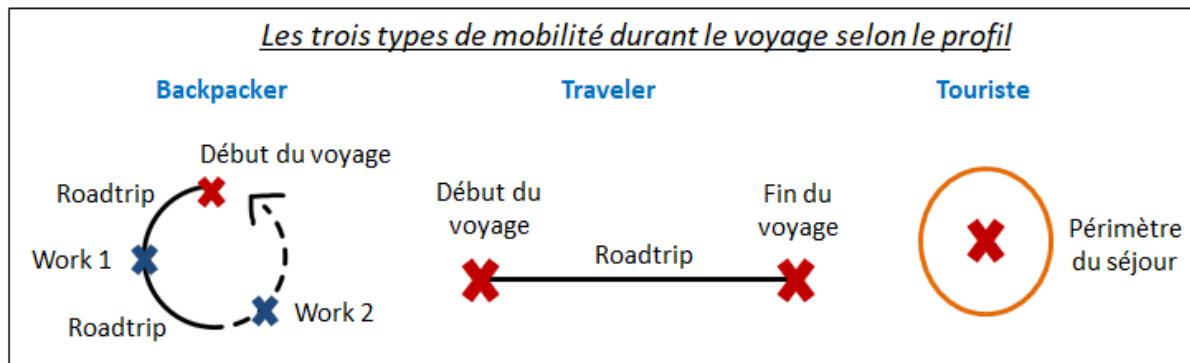 Les trois types de mobilité durant le voyage selon le profil
Backpacker
Début du voyage
Roadtrip
Work 1
Roadtrip
Work 2
Traveler
Début du
voyage
Roadtrip
Fin du
voyage
Touriste
Périmètre
du séjour